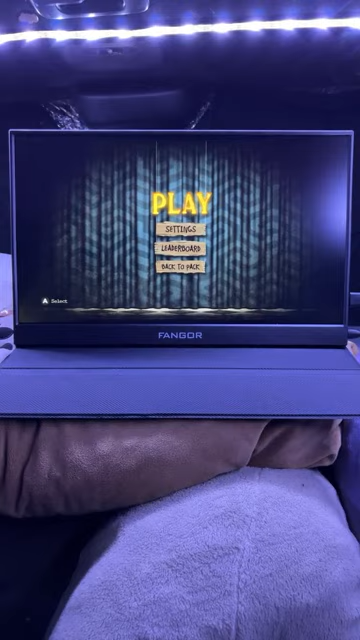 PLAY
SETTINGS
LEADERBOARD
BACK TO PACK
A Select
FANGOR